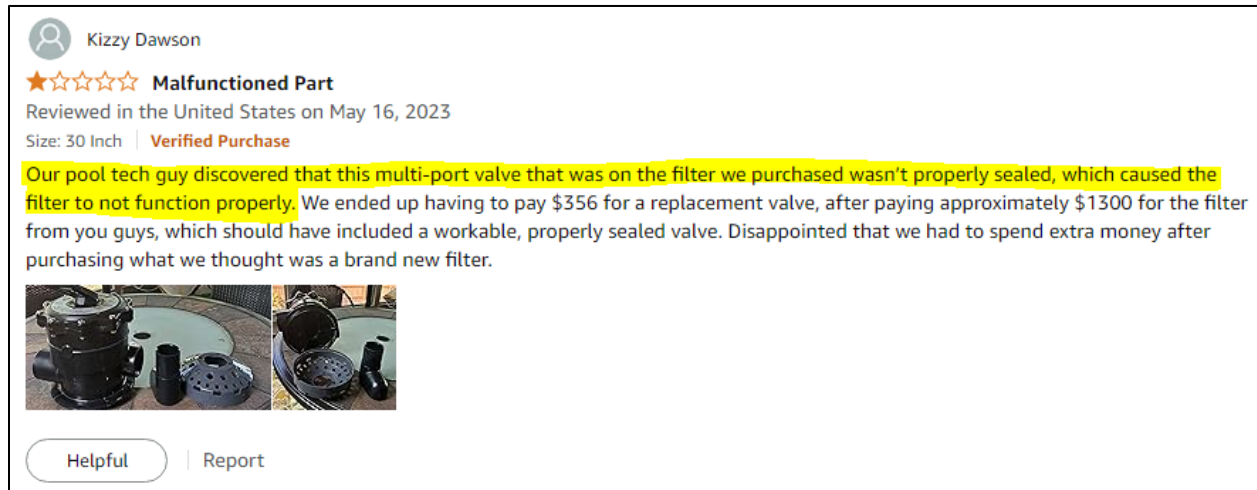 Kizzy Dawson
Malfunctioned Part
Reviewed in the United States on May 16, 2023
Size: 30 Inch | Verified Purchase
Our pool tech guy discovered that this multi-port valve that was on the filter we purchased wasn't properly sealed, which caused the
filter to not function properly. We ended up having to pay $356 for a replacement valve, after paying approximately $1300 for the filter
from you guys, which should have included a workable, properly sealed valve. Disappointed that we had to spend extra money after
purchasing what we thought was a brand new filter.
Helpful | Report